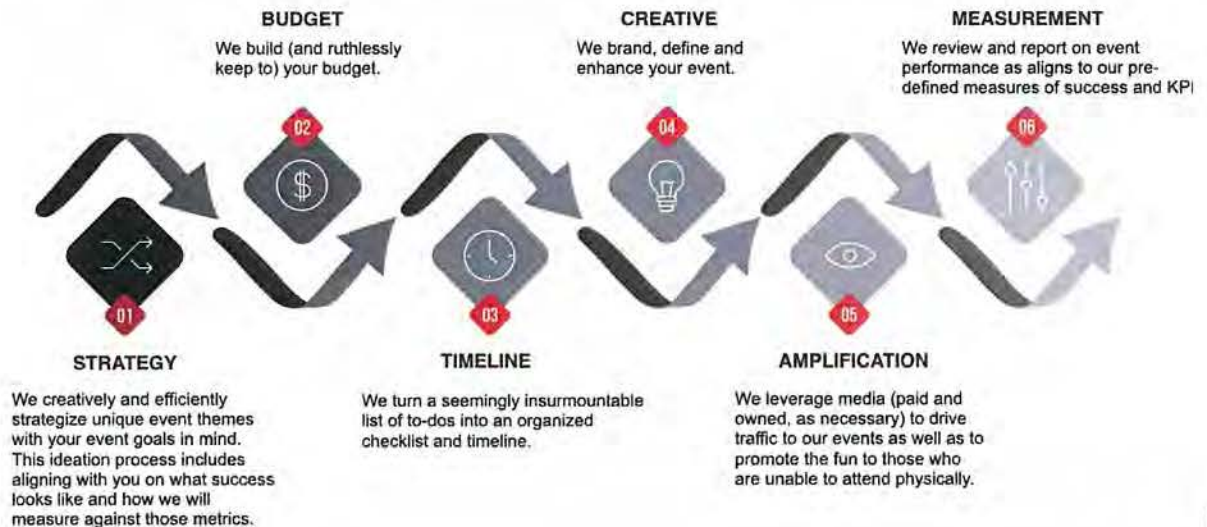 BUDGET
We build (and ruthlessly
keep to) your budget.
CREATIVE
We brand, define and
enhance your event.
MEASUREMENT
We review and report on event
performance as aligns to our pre-
defined measures of success and KPI
02
04
06
$
01
03
05
STRATEGY
We creatively and efficiently
strategize unique event themes
with your event goals in mind.
This ideation process includes
aligning with you on what success
looks like and how we will
measure against those metrics.
TIMELINE
We turn a seemingly insurmountable
list of to-dos into an organized
checklist and timeline.
AMPLIFICATION
We leverage media (paid and
owned, as necessary) to drive
traffic to our events as well as to
promote the fun to those who
are unable to attend physically.